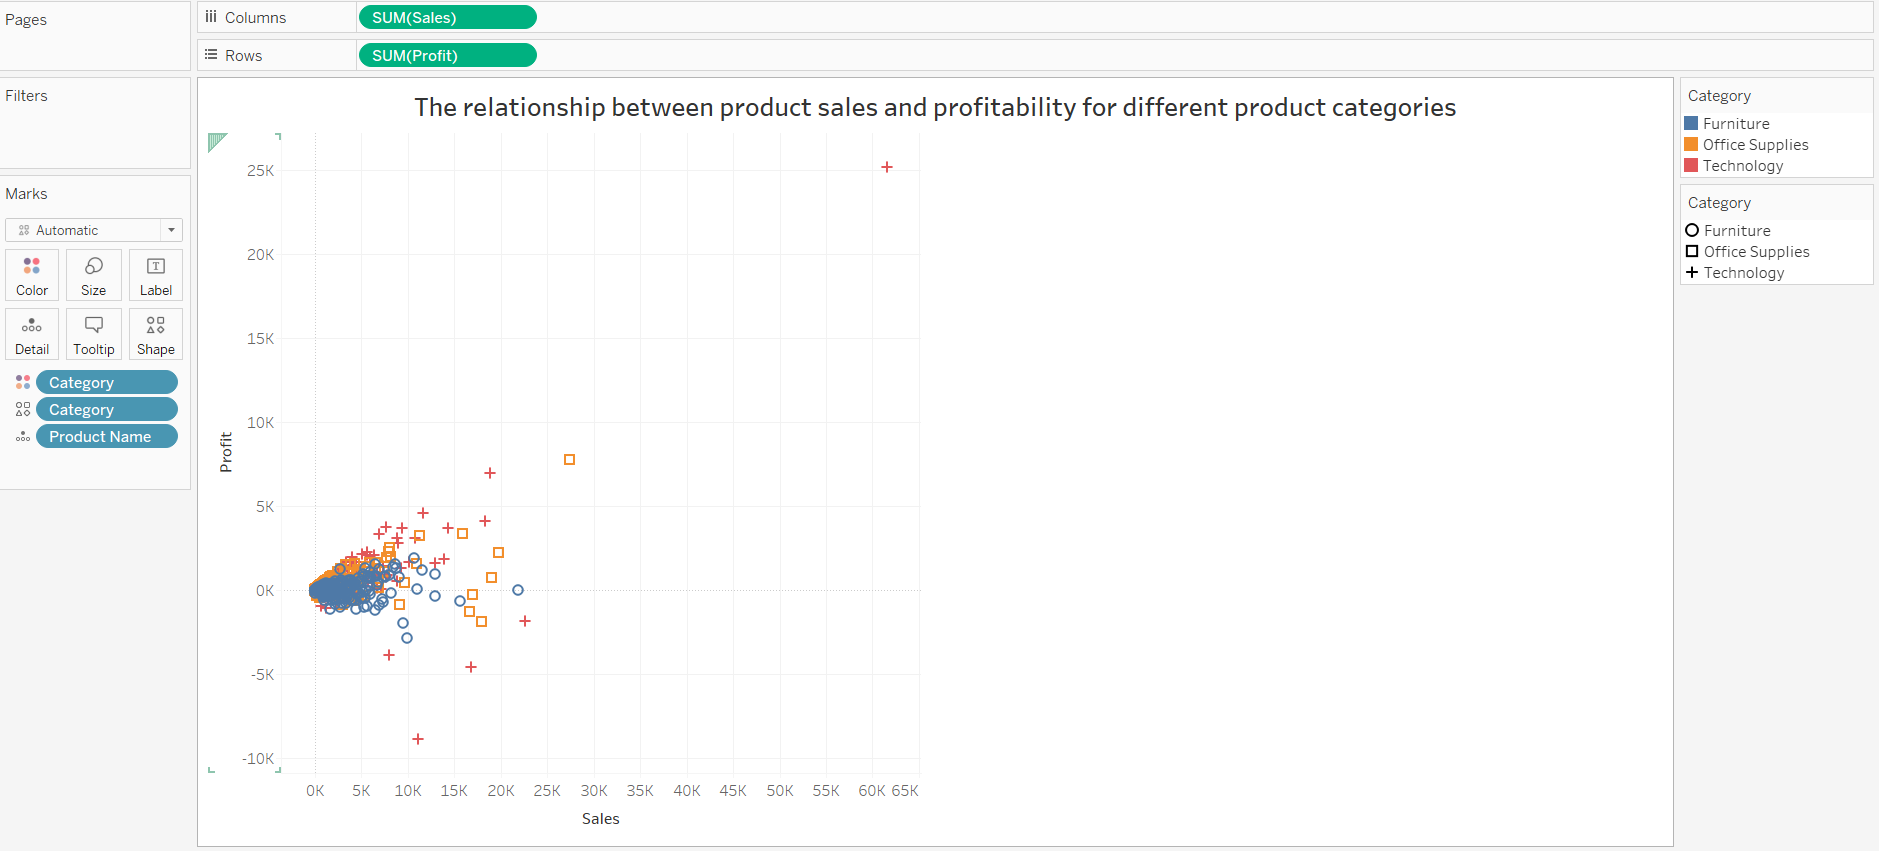 Pages
Columns
SUM(Sales)
Rows
SUM(Profit)
Filters
Marks
Automatic
Color
Size
Label
Detail
Tooltip
Shape
Category
Category
Product Name
The relationship between product sales and profitability for different product categories
25K
20K
15K
10K
5K
0K
-5K
-10K
Profit
0K 5K 10K 15K 20K 25K 30K 35K 40K 45K 50K 55K 60K 65K
Sales
Category
Furniture
Office Supplies
Technology
Category
Furniture
Office Supplies
Technology